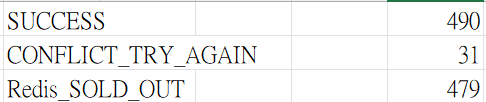 SUCCESS 490
CONFLICT_TRY_AGAIN 31
Redis_SOLD_OUT 479